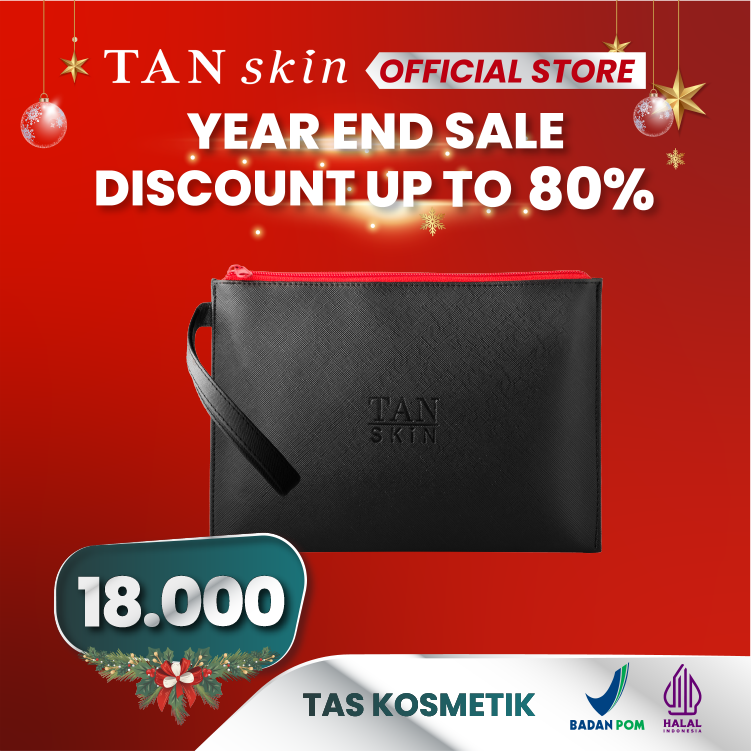 TAN skin OFFICIAL STORE
YEAR END SALE
DISCOUNT UP TO 80%
TAN
SKiN
18.000
TAS KOSMETIK
BADAN POM
HALAL
INDONESIA